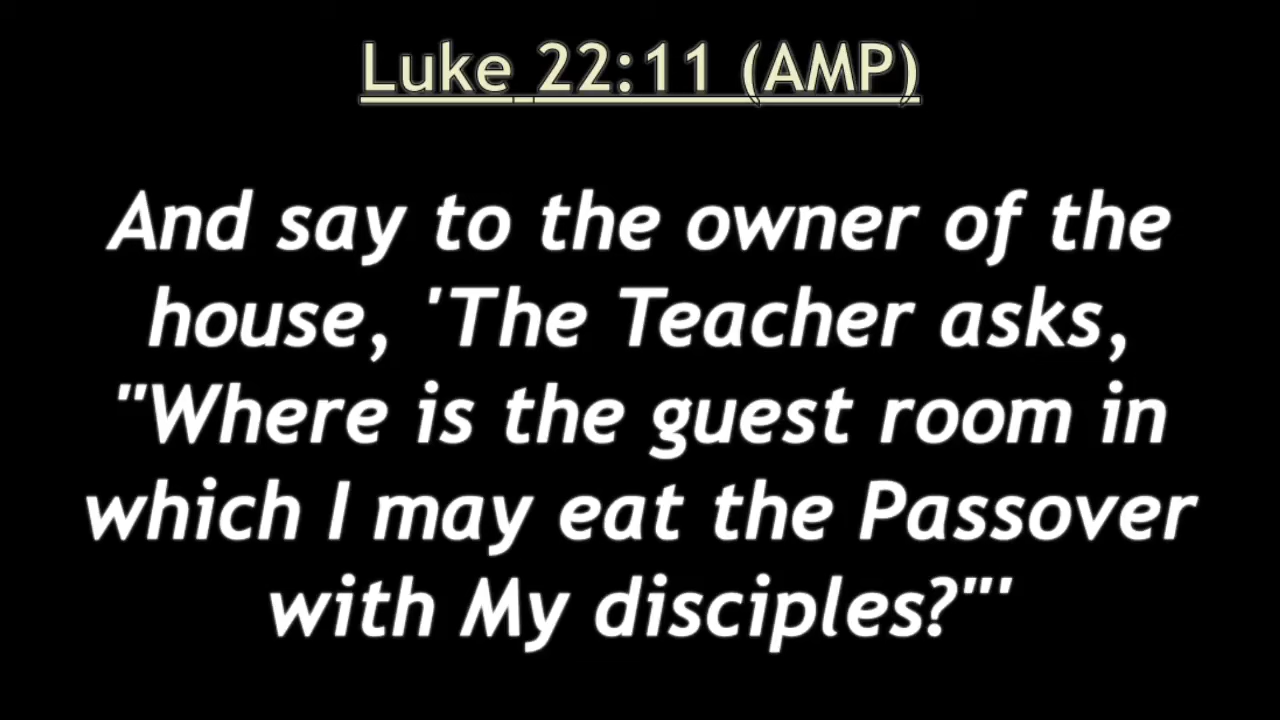 Luke 22:11 (AMP)
And say to the owner of the
house, 'The Teacher asks,
"Where is the guest room in
which I may eat the Passover
with My disciples?"'